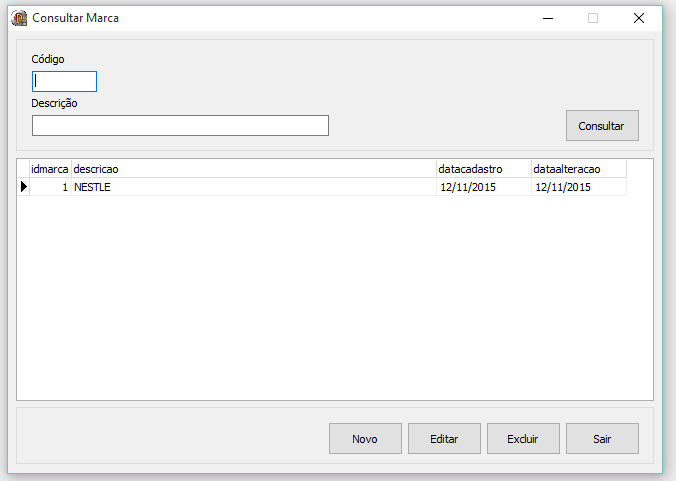 Consultar Marca
Código
Descrição
Consultar
idmarca descricao datacadastro dataalteracao
1 NESTLE 12/11/2015 12/11/2015
Novo Editar Excluir Sair